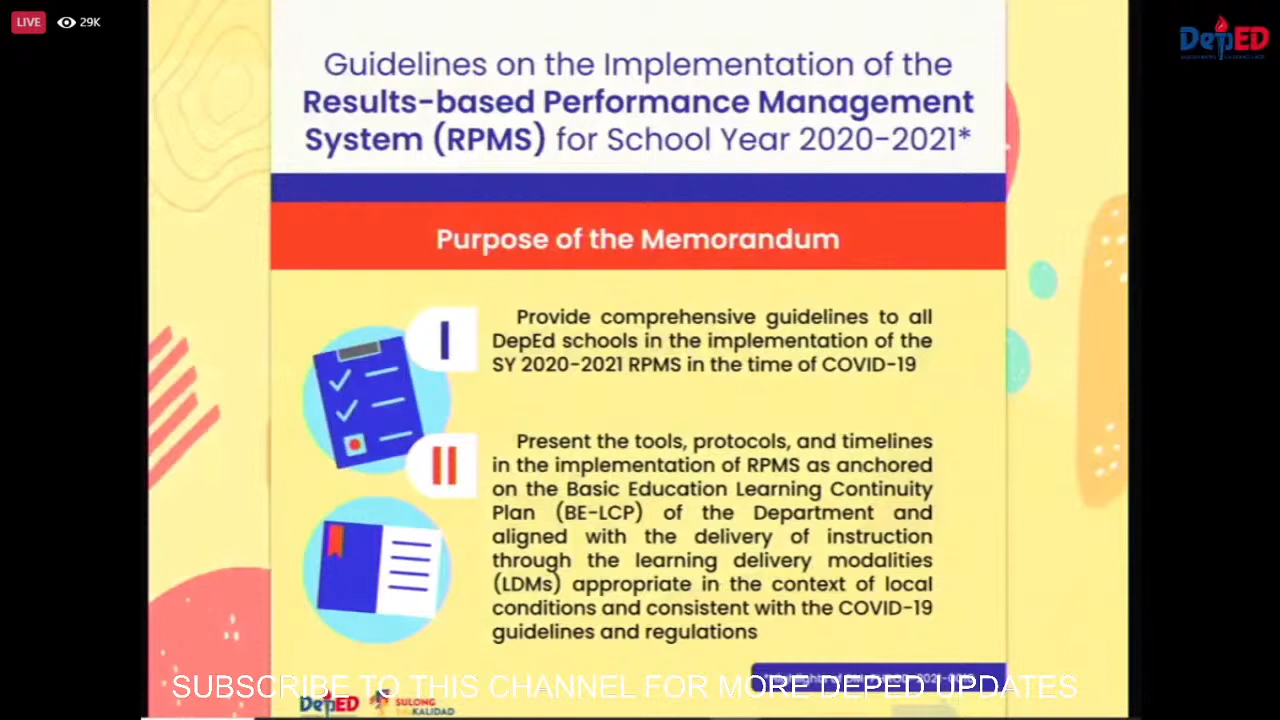 LIVE 29K
DepED
Guidelines on the Implementation of the
Results-based Performance Management
System (RPMS) for School Year 2020-2021*
Purpose of the Memorandum
I
Provide comprehensive guidelines to all
DepEd schools in the implementation of the
SY 2020-2021 RPMS in the time of COVID-19
II
Present the tools, protocols, and timelines
in the implementation of RPMS as anchored
on the Basic Education Learning Continuity
Plan (BE-LCP) of the Department and
aligned with the delivery of instruction
through the learning delivery modalities
(LDMs) appropriate in the context of local
conditions and consistent with the COVID-19
guidelines and regulations
SUBSCRIBE TO THIS CHANNEL FOR MORE DEPED UPDATES
DepED
SULONG
KALIDAD